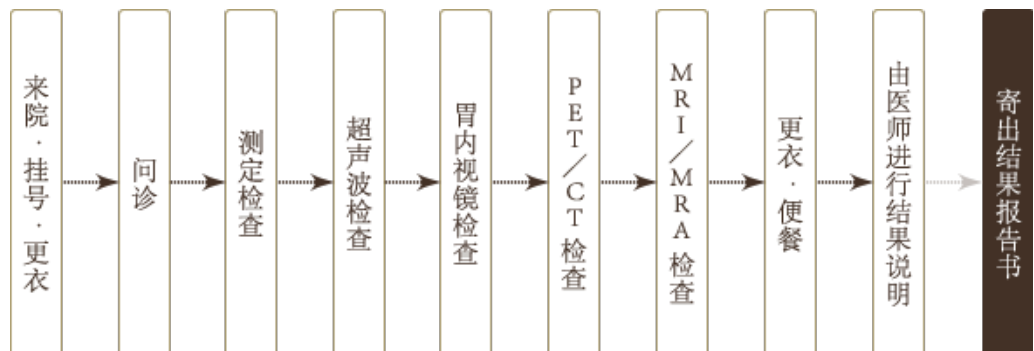 来院·挂号·更衣
问诊
测定检查
超声波检查
胃内视镜检查
PET／CT检查
MRI／MRA检查
更衣·便餐
由医师进行结果说明
寄出结果报告书